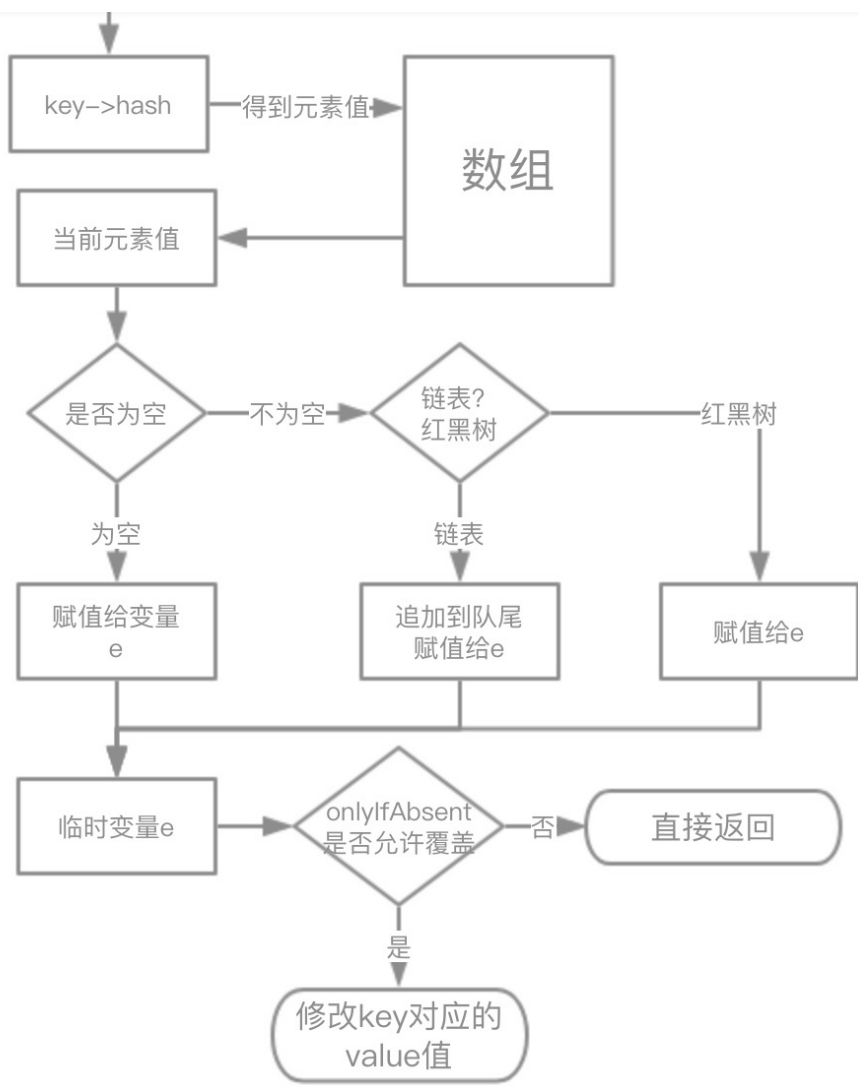 key->hash
得到元素值
数组
当前元素值
是否为空
不为空
链表?
红黑树
红黑树
为空
链表
赋值给变量
e
追加到队尾
赋值给e
赋值给e
临时变量e
onlyIfAbsent
是否允许覆盖
否
直接返回
是
修改key对应的
value值